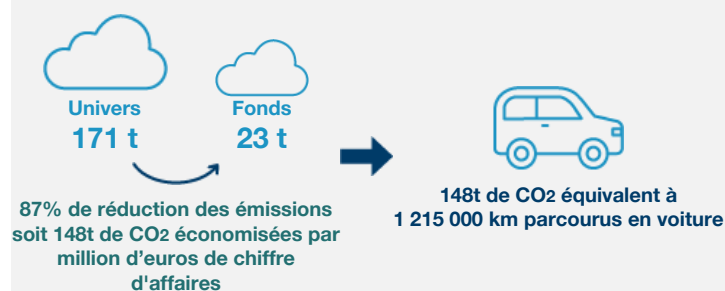 Univers
171 t
Fonds
23 t
87% de réduction des émissions
soit 148t de CO2 économisées par
million d'euros de chiffre
d'affaires
148t de CO2 équivalent à
1 215 000 km parcourus en voiture